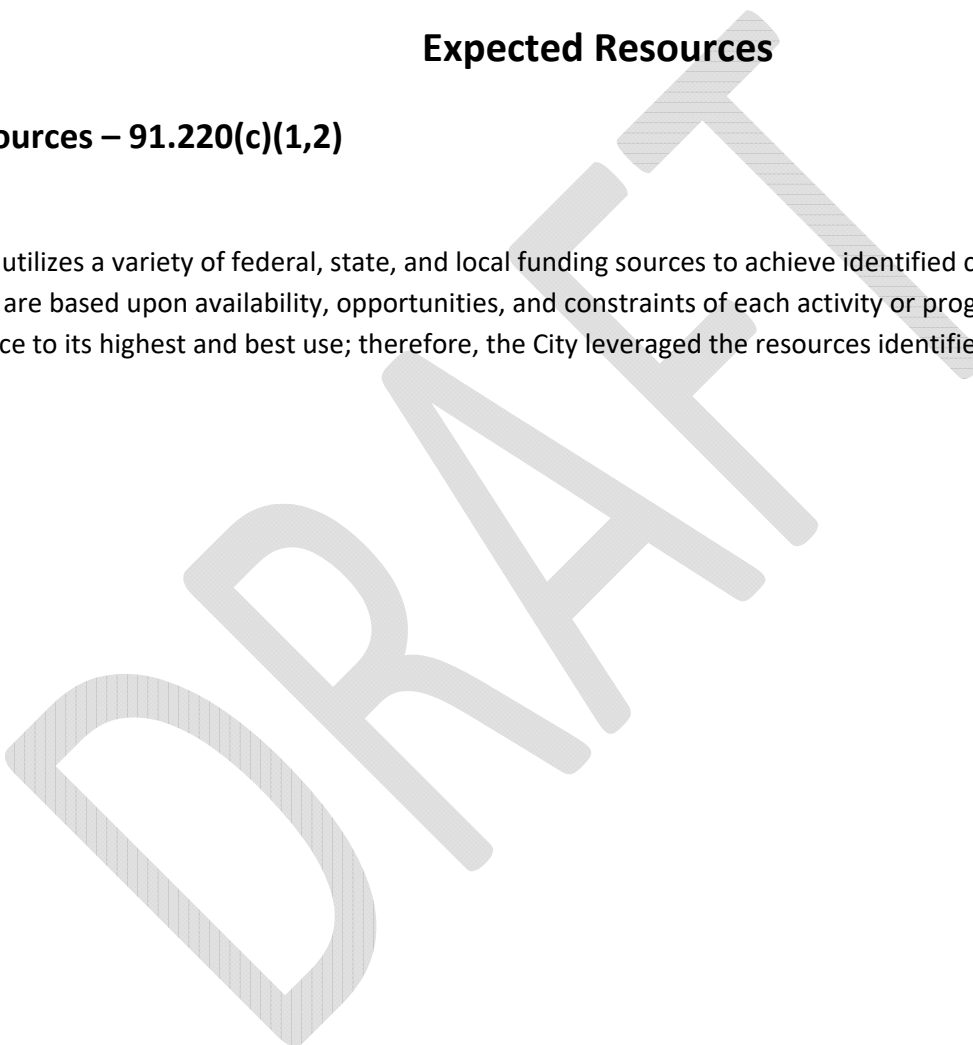 Expected Resources
ources – 91.220(c)(1,2)
utilizes a variety of federal, state, and local funding sources to achieve identified c
are based upon availability, opportunities, and constraints of each activity or prog
ce to its highest and best use; therefore, the City leveraged the resources identifie
DRAFT